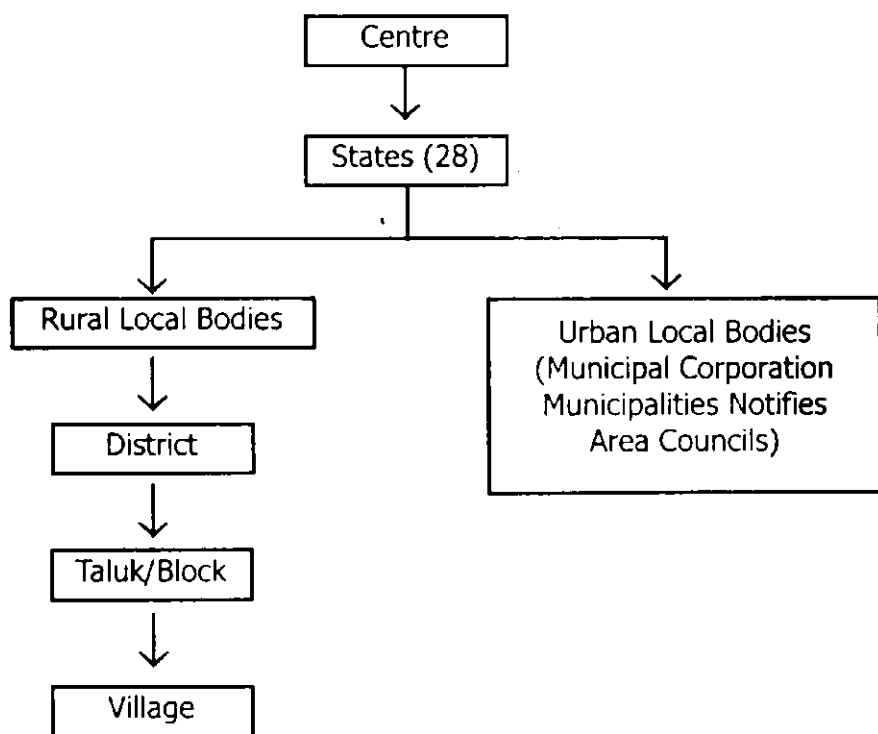 Centre
States (28)
Rural Local Bodies
Urban Local Bodies
(Municipal Corporation
Municipalities Notifies
Area Councils)
District
Taluk/Block
Village